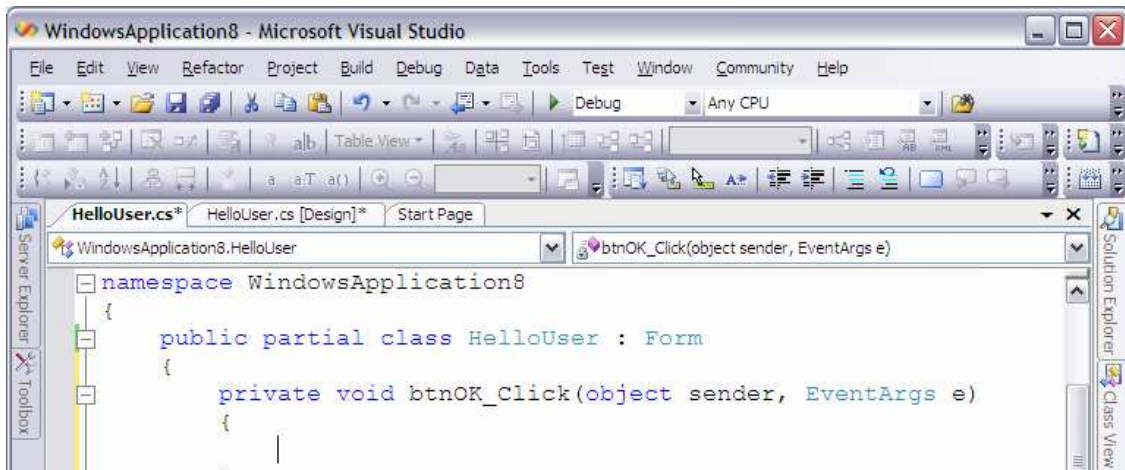 WindowsApplication8 - Microsoft Visual Studio
File Edit View Refactor Project Build Debug Data Tools Test Window Community Help
Debug Any CPU
alb Table View XML
a a:T a()
HelloUser.cs* HelloUser.cs [Design]* Start Page
WindowsApplication8.HelloUser btnOK_Click(object sender, EventArgs e)
Server Explorer
Toolbox
namespace WindowsApplication8
{
public partial class HelloUser : Form
{
private void btnOK_Click(object sender, EventArgs e)
{
Solution Explorer
Class View